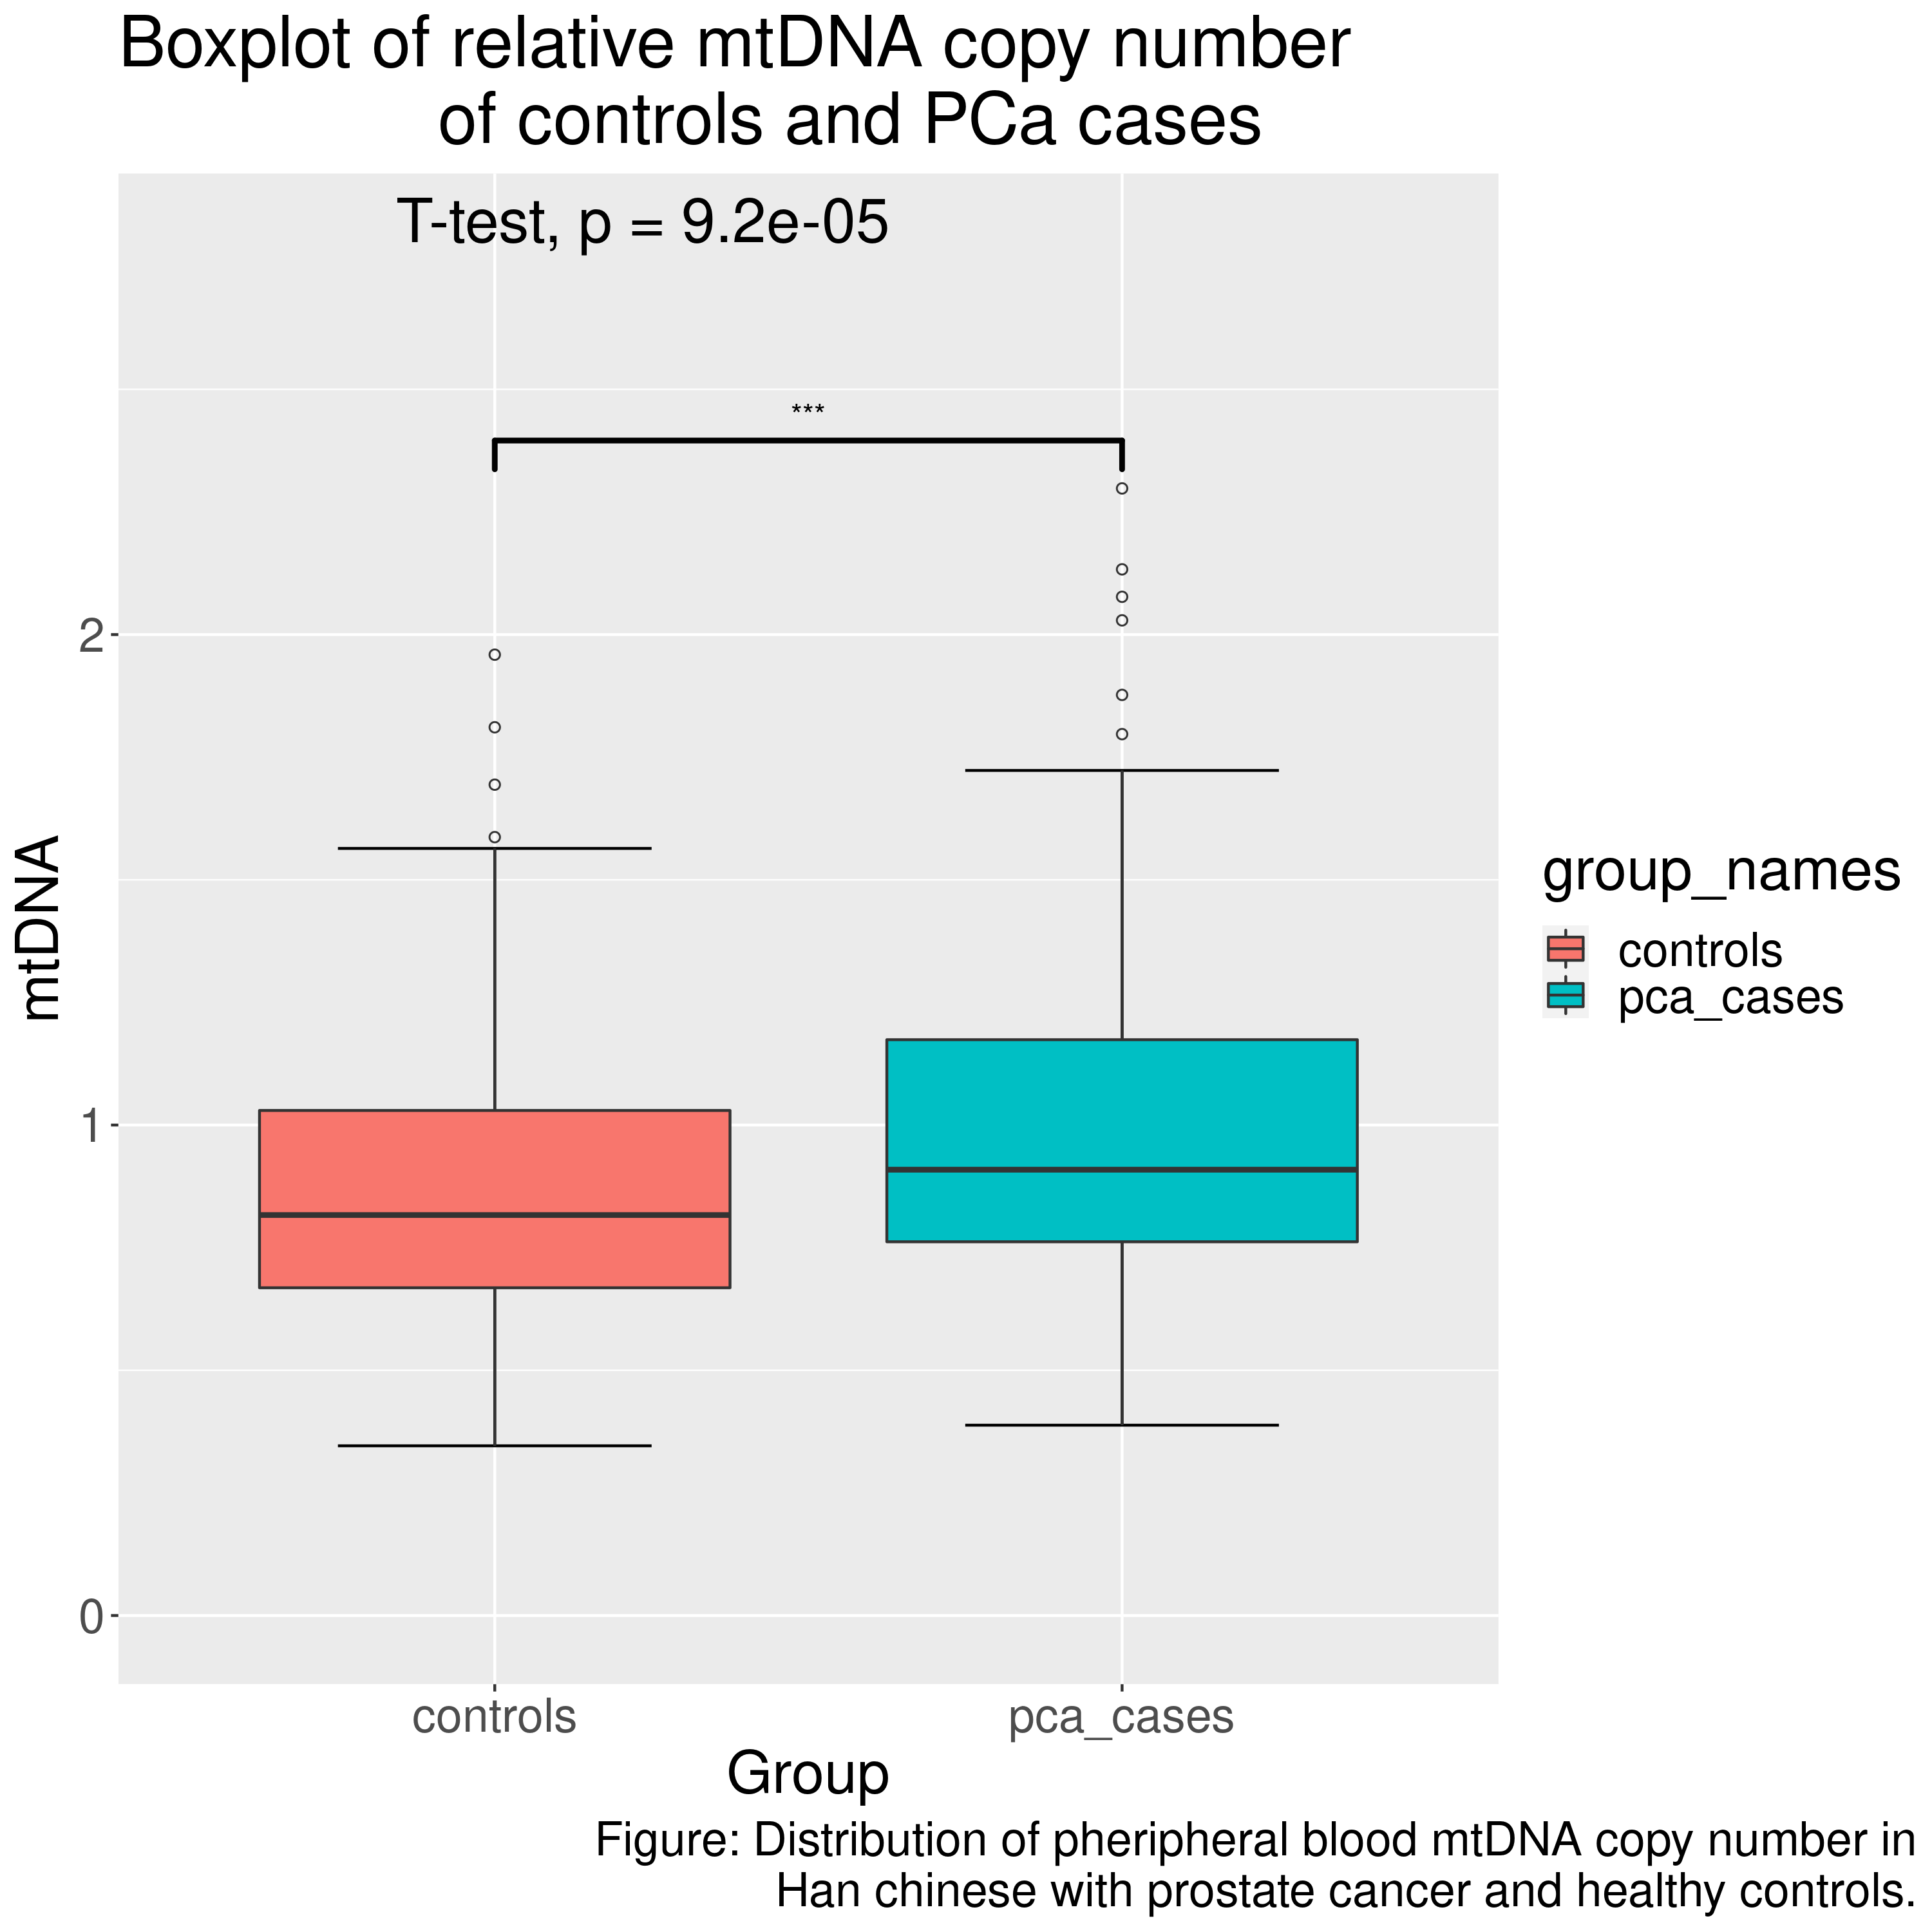 Boxplot of relative mtDNA copy number
of controls and PCa cases
T-test, p = 9.2e-05
***
2
1
0
mtDNA
controls
pca_cases
Group
group_names
controls
pca_cases
Figure: Distribution of pheripheral blood mtDNA copy number in
Han chinese with prostate cancer and healthy controls.